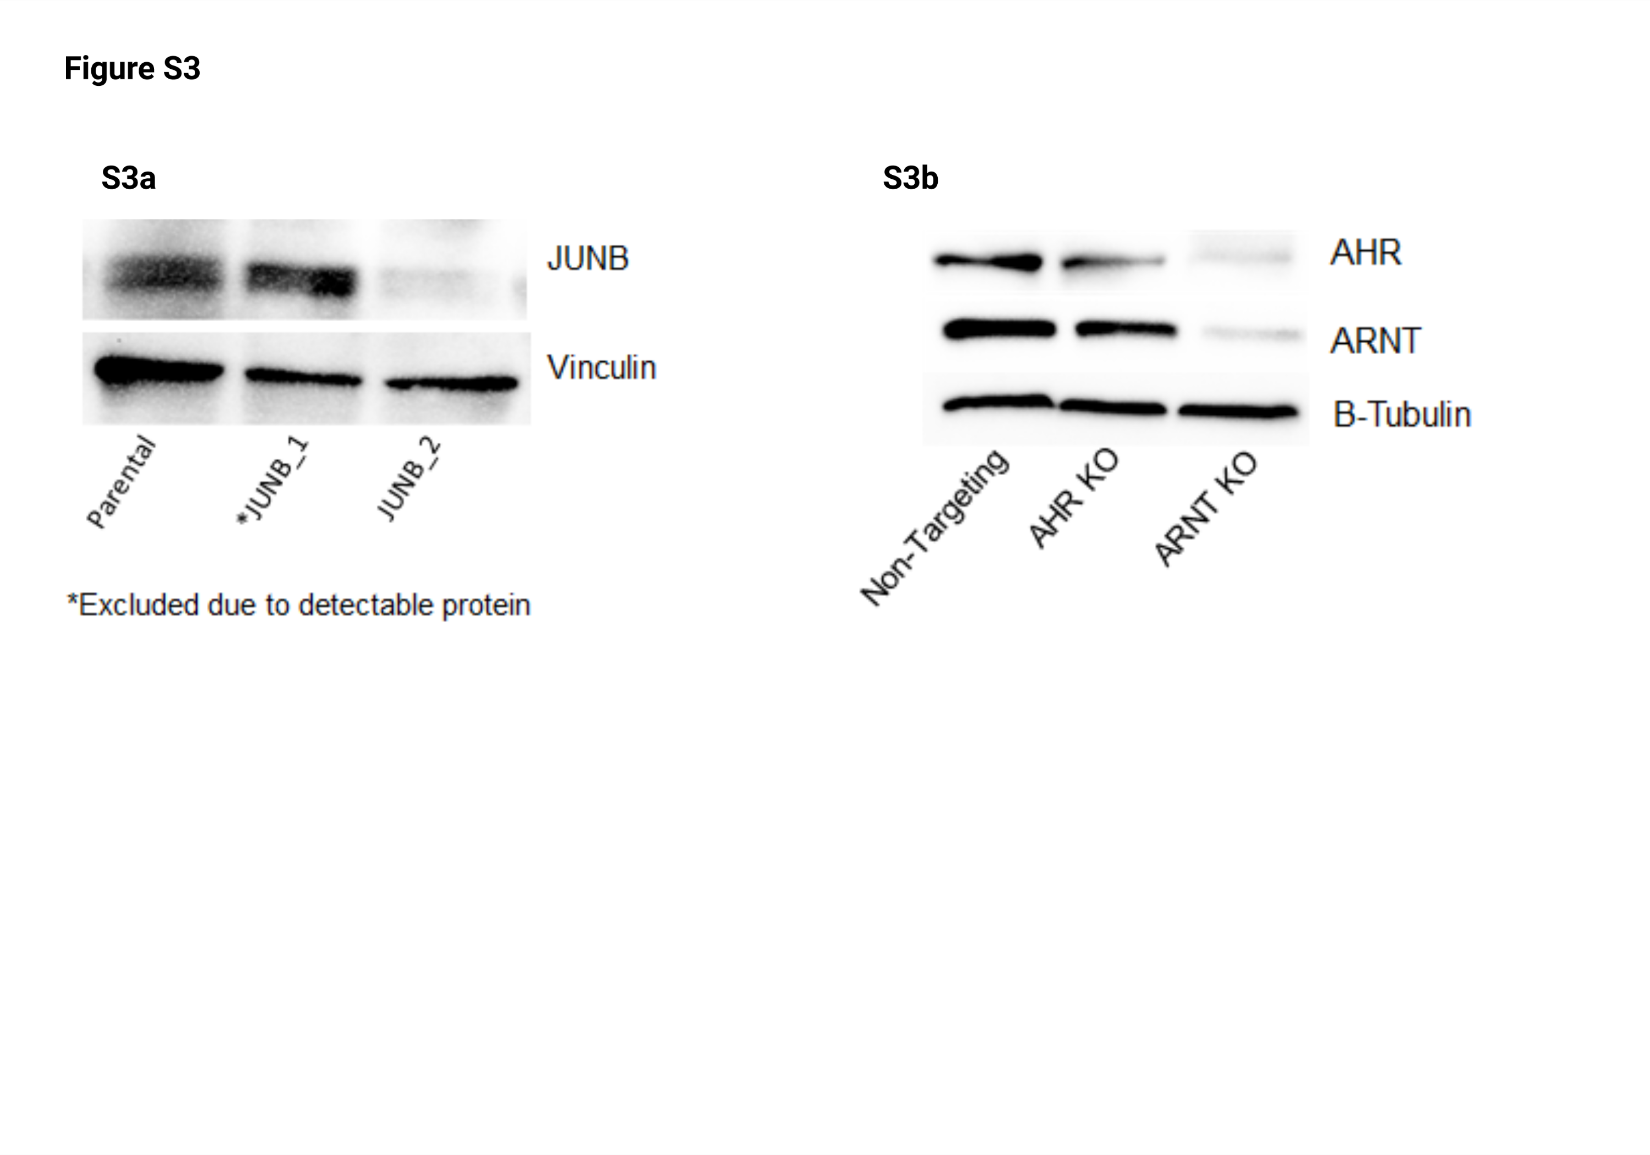 Figure S3
S3a
JUNB
Vinculin
Parental
*JUNB_1
JUNB_2
*Excluded due to detectable protein
S3b
AHR
ARNT
B-Tubulin
Non-Targeting
AHR KO
ARNT KO